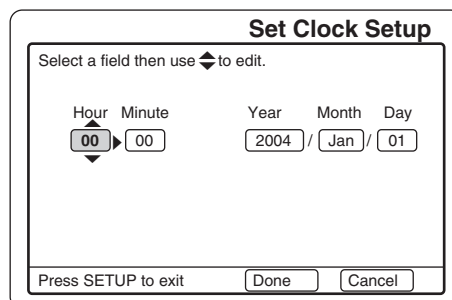 Set Clock Setup
Select a field then use to edit.
Hour Minute Year Month Day
00 00 2004 / Jan / 01
Press SETUP to exit Done Cancel